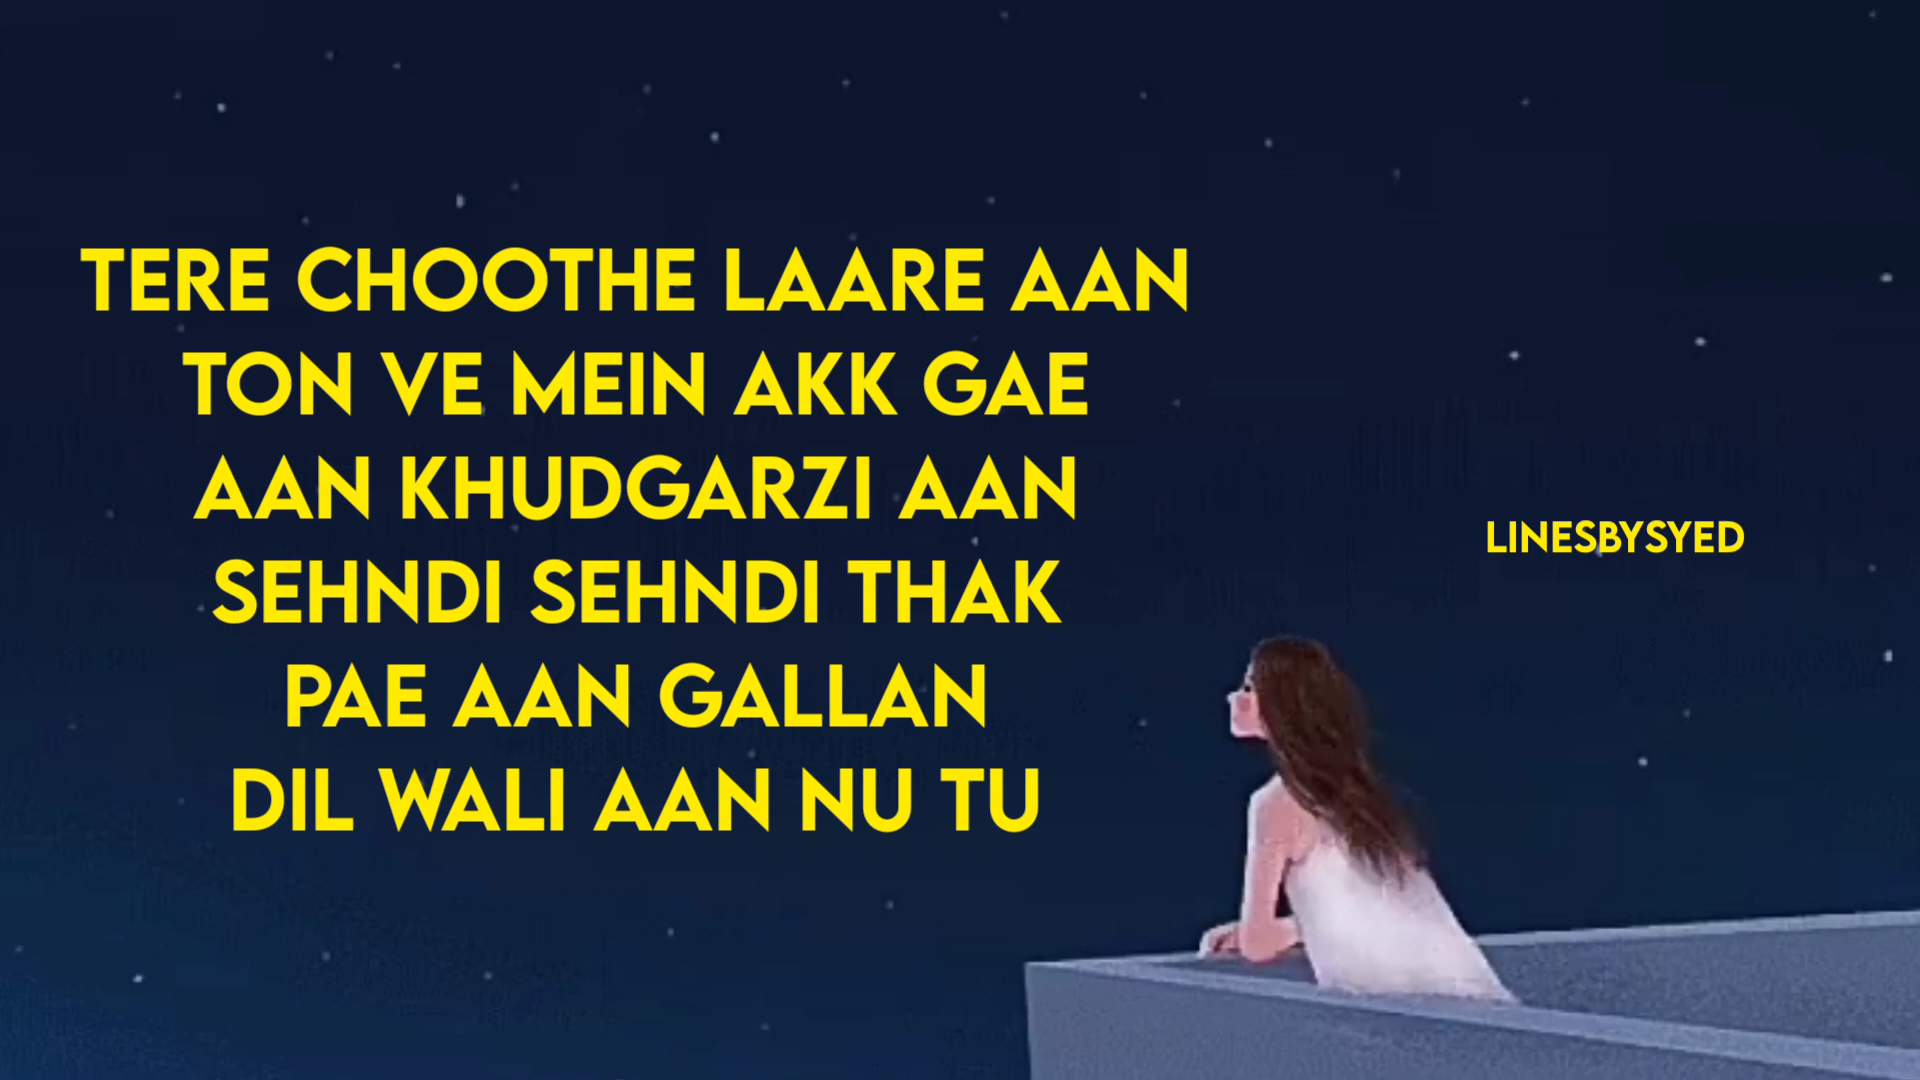 TERE CHOOTHE LAARE AAN
TON VE MEIN AKK GAE
AAN KHUDGARZI AAN
SEHNDI SEHNDI THAK
PAE AAN GALLAN
DIL WALI AAN NU TU
LINESBYSYED